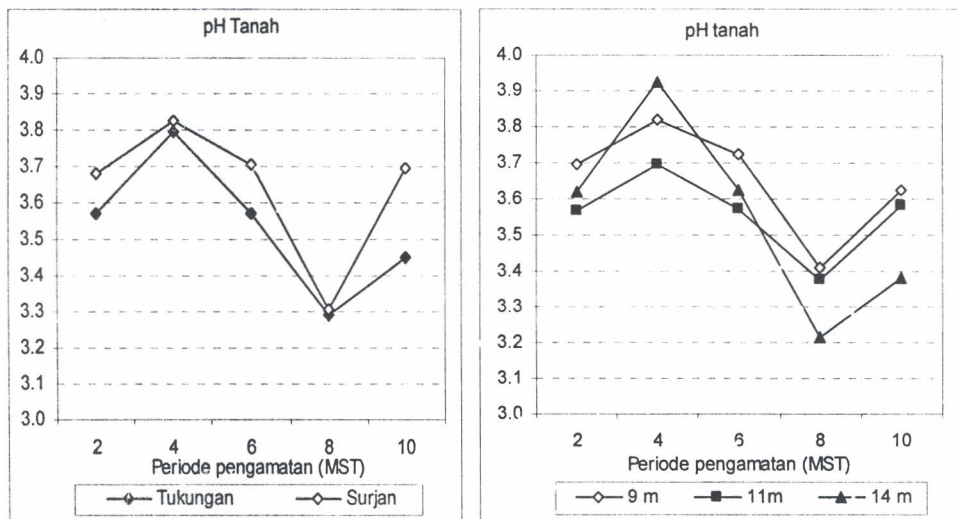 pH Tanah
4.0
3.9
3.8
3.7
3.6
3.5
3.4
3.3
3.2
3.1
3.0
2 4 6 8 10
Periode pengamatan (MST)
Tukungan Surjan
pH tanah
4.0
3.9
3.8
3.7
3.6
3.5
3.4
3.3
3.2
3.1
3.0
2 4 6 8 10
Periode pengamatan (MST)
9 m 11m 14 m